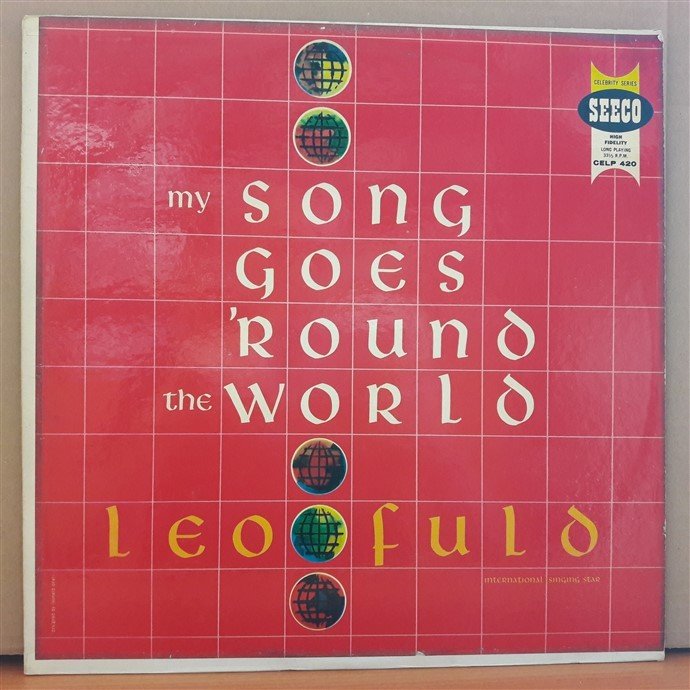 CELEBRITY SERIES
SEECO
HIGH
FIDELITY
LONG PLAYING
33⅓ R.P.M.
CELP 420
my SONG
GOES
'ROUND
the WORLD
leo fuld
INTERNATIONAL SINGING STAR